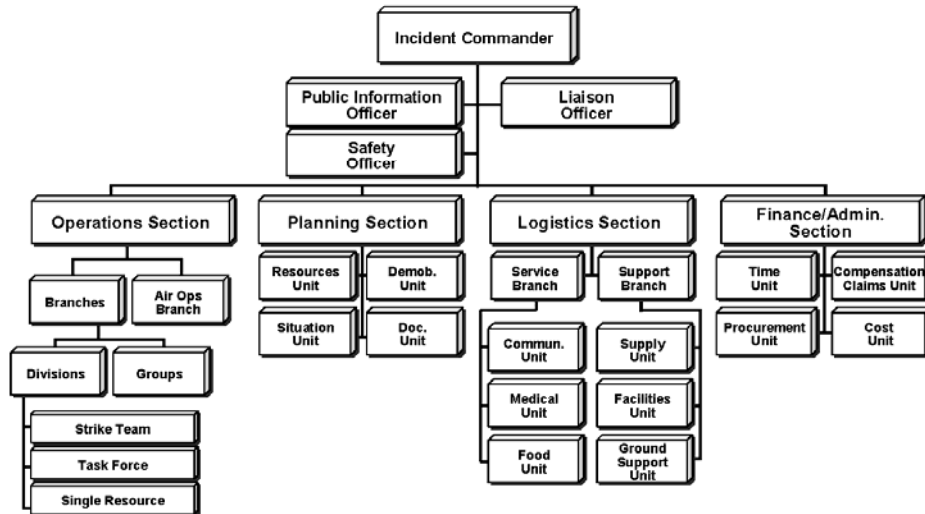 Incident Commander
Public Information
Officer
Liaison
Officer
Safety
Officer
Operations Section
Planning Section
Logistics Section
Finance/Admin.
Section
Branches
Air Ops
Branch
Resources
Unit
Demob.
Unit
Service
Branch
Support
Branch
Time
Unit
Compensation
Claims Unit
Situation
Unit
Doc.
Unit
Procurement
Unit
Cost
Unit
Divisions
Groups
Commun.
Unit
Supply
Unit
Medical
Unit
Facilities
Unit
Food
Unit
Ground
Support
Unit
Strike Team
Task Force
Single Resource